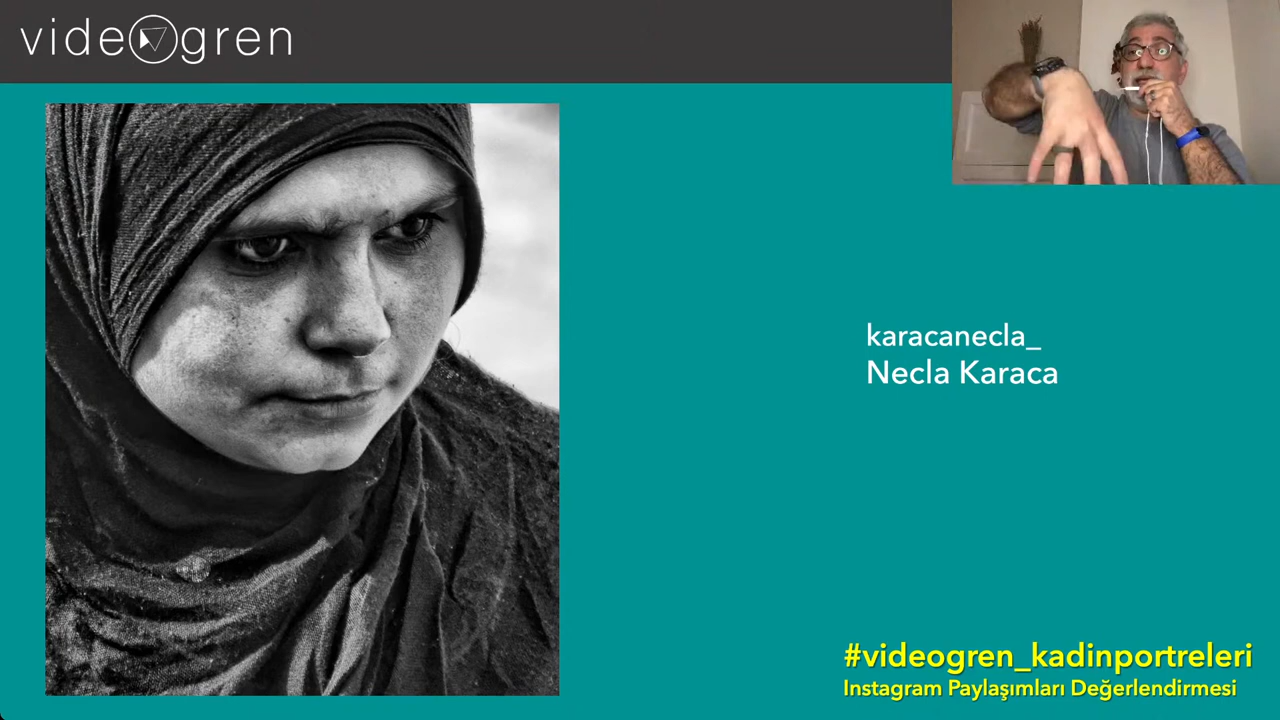 videogren
karacanecla_
Necla Karaca
#videogren_kadinportreleri
Instagram Paylaşımları Değerlendirmesi